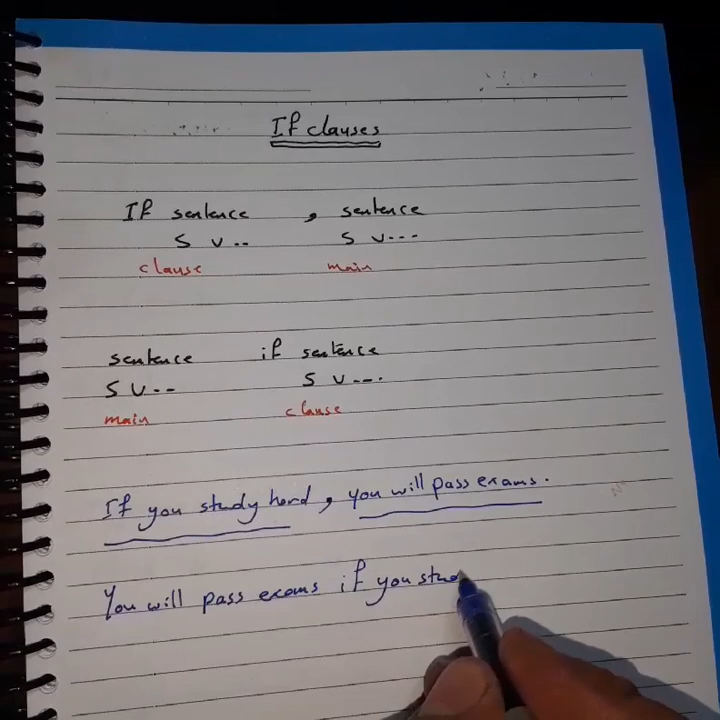 If clauses
If sentence , sentence
S v.. S v...
clause main
sentence if sentence
S v.. S v....
main clause
If you study hard, you will pass exams.
You will pass exams if you